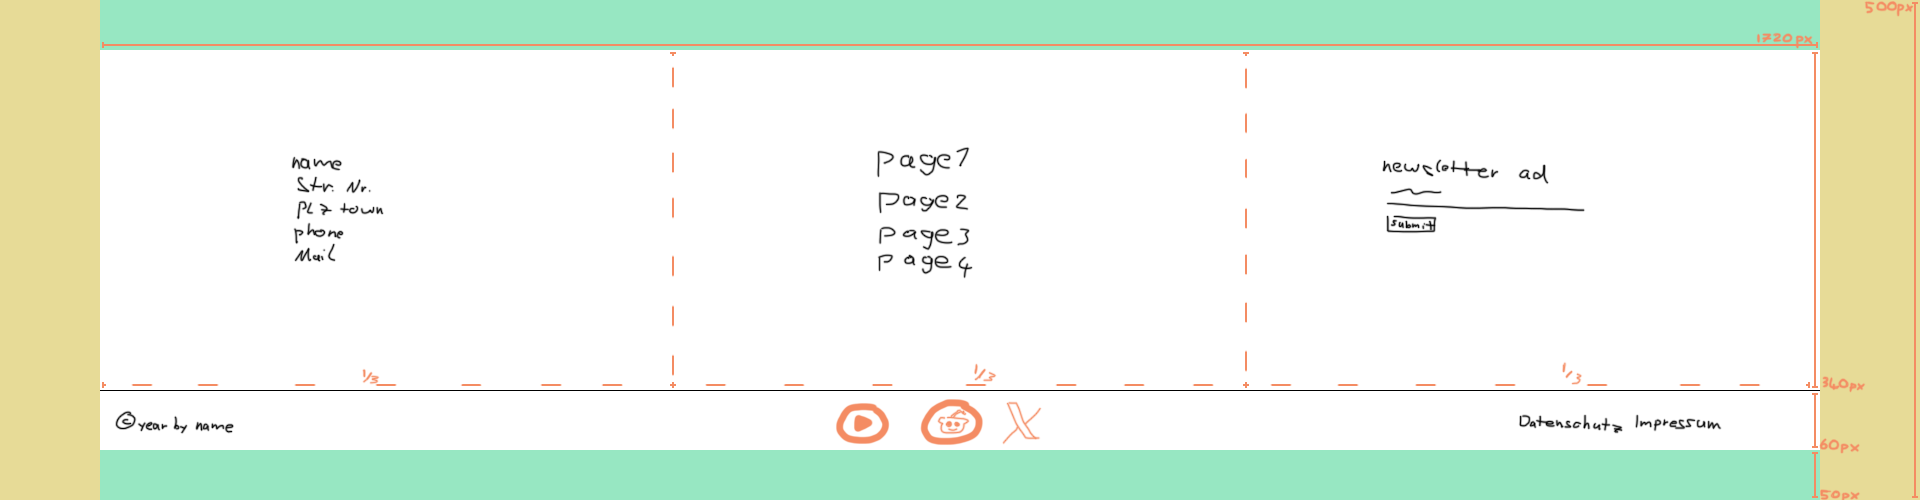 500px
1720px
name
Str. Nr.
PLZ town
phone
Mail
page1
page2
page3
page4
newsletter ad
submit
1/3
1/3
1/3
340px
© year by name
X
Datenschutz Impressum
60px
50px